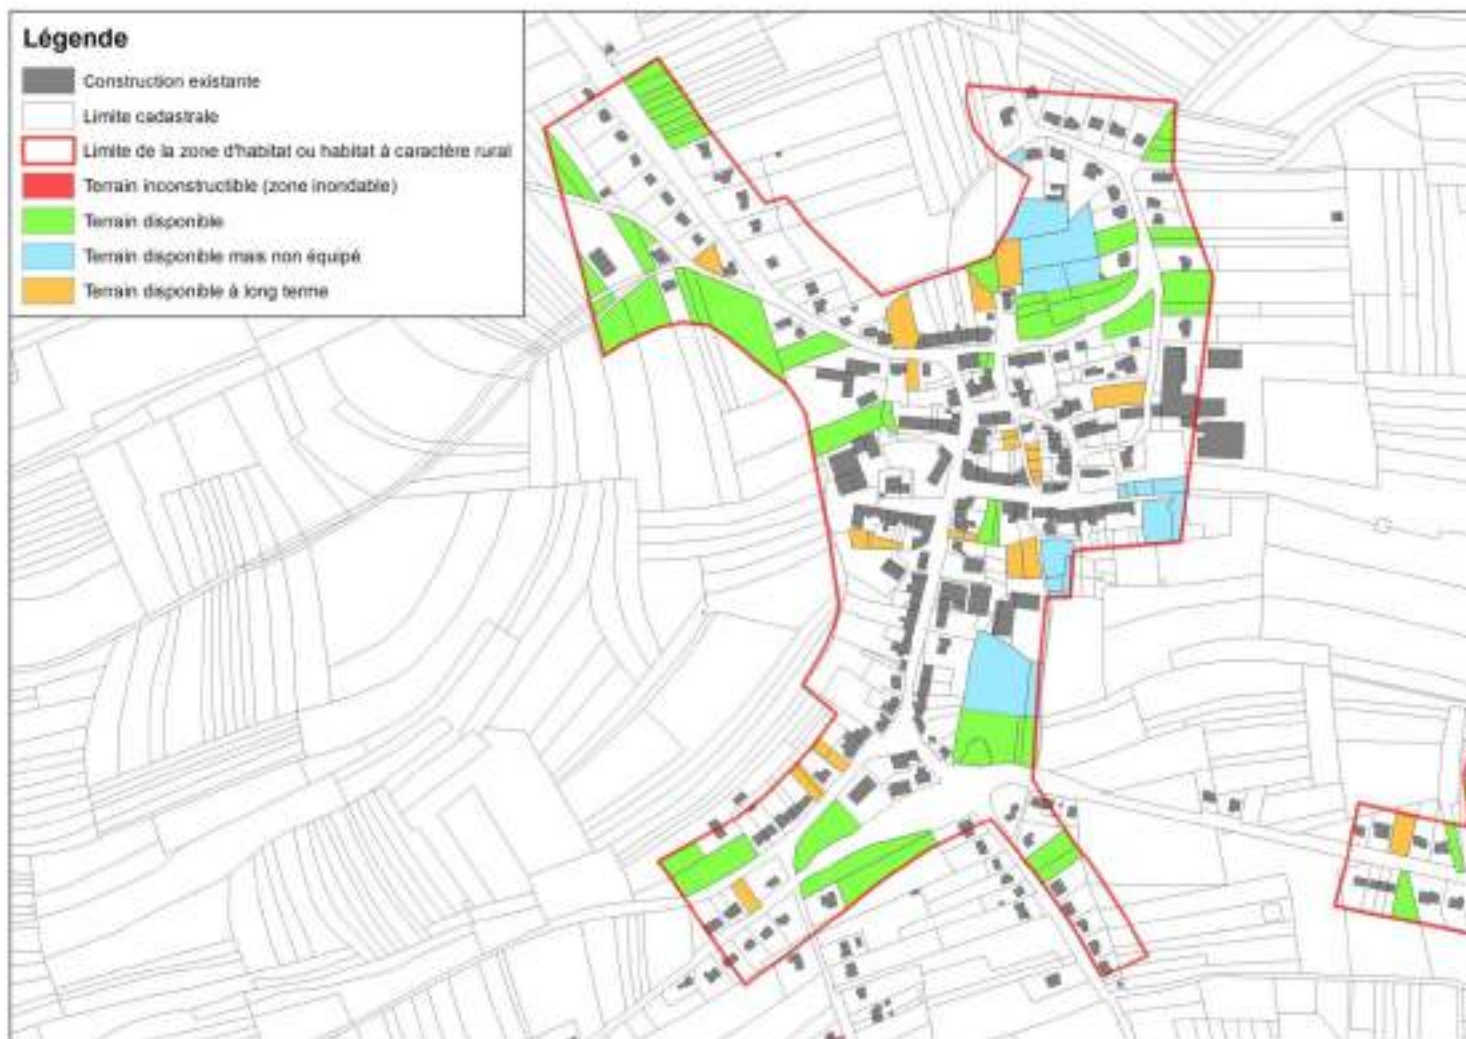 Légende
Construction existante
Limite cadastrale
Limite de la zone d'habitat ou habitat à caractère rural
Terrain inconstructible (zone inondable)
Terrain disponible
Terrain disponible mais non équipé
Terrain disponible à long terme